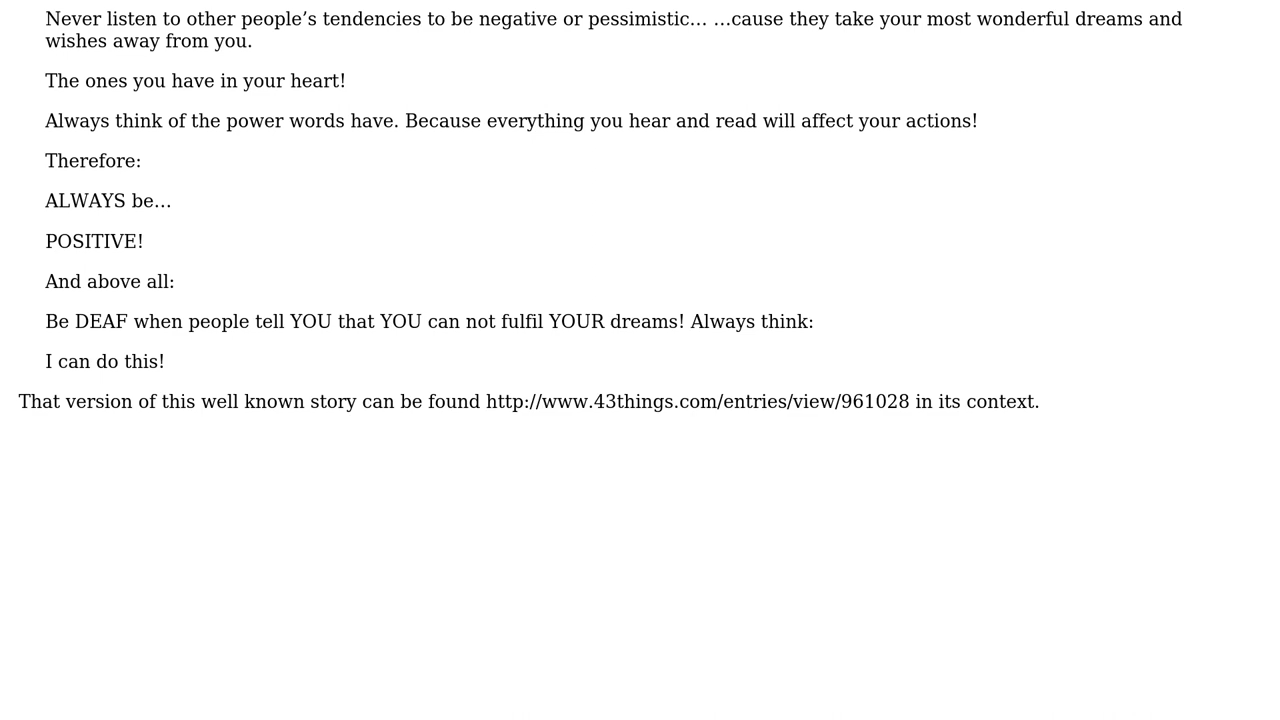 Never listen to other people’s tendencies to be negative or pessimistic… …cause they take your most wonderful dreams and
wishes away from you.
The ones you have in your heart!
Always think of the power words have. Because everything you hear and read will affect your actions!
Therefore:
ALWAYS be…
POSITIVE!
And above all:
Be DEAF when people tell YOU that YOU can not fulfil YOUR dreams! Always think:
I can do this!
That version of this well known story can be found http://www.43things.com/entries/view/961028 in its context.